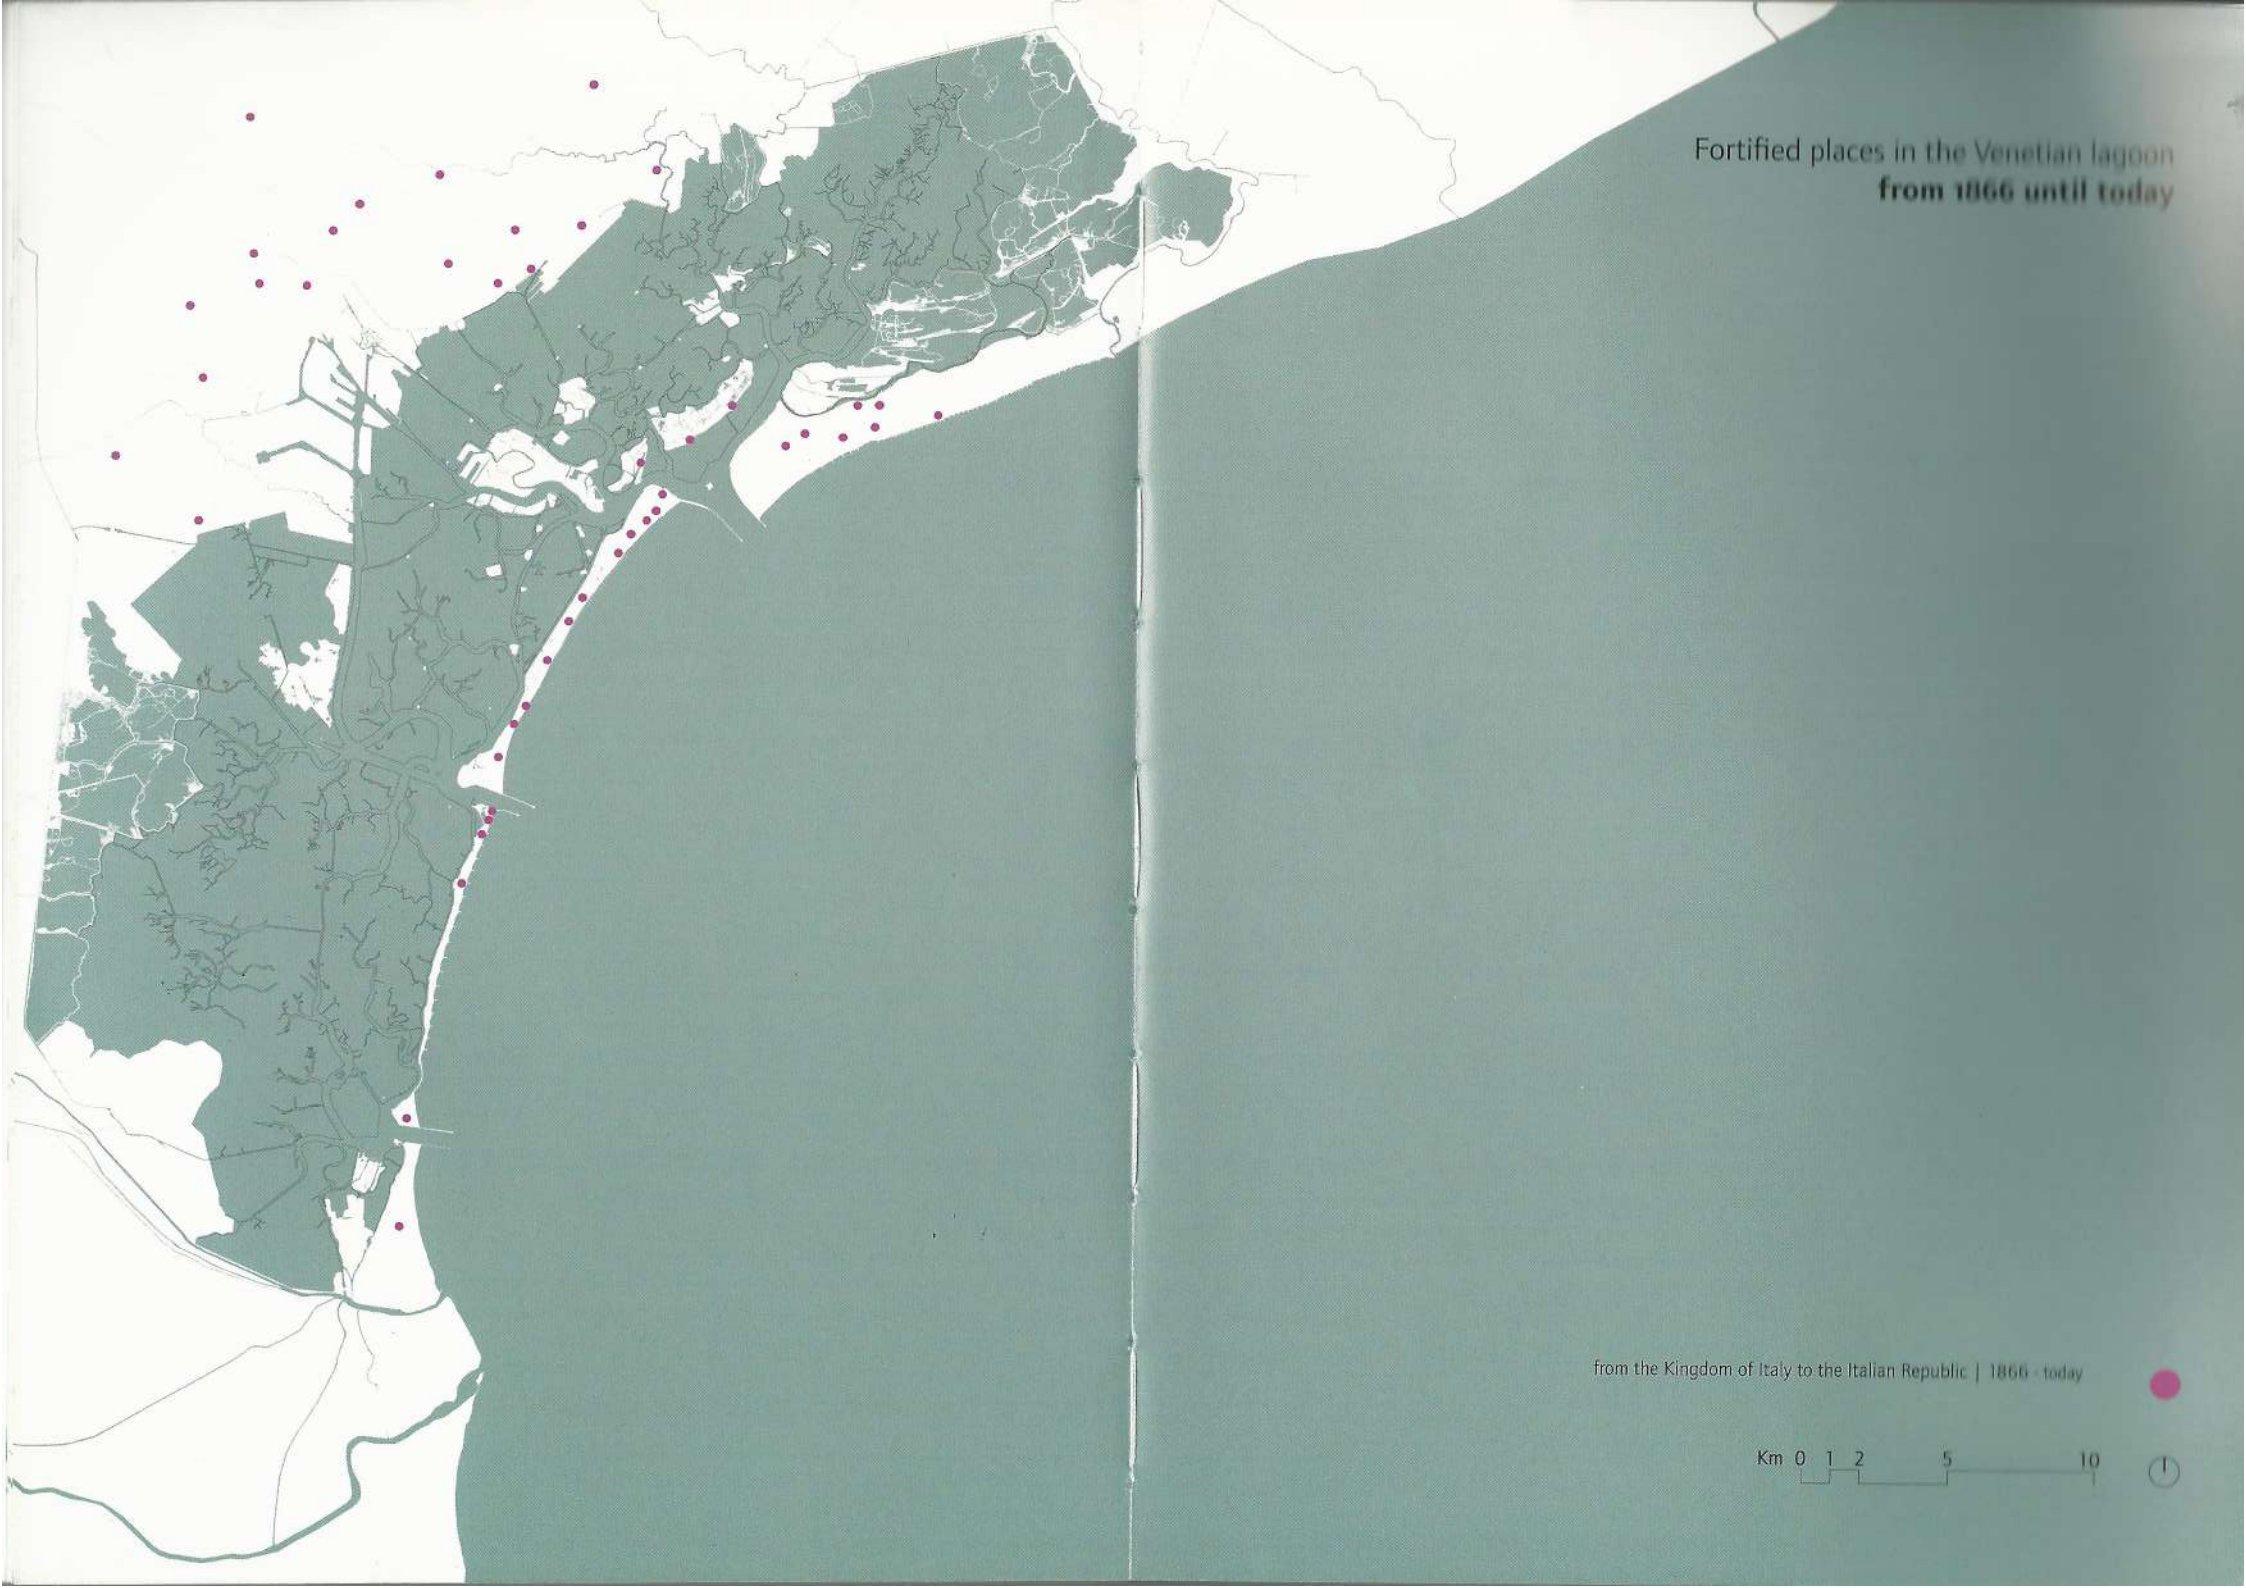 Fortified places in the Venetian lagoon
from 1866 until today
from the Kingdom of Italy to the Italian Republic | 1866 - today
Km 0 1 2 5 10